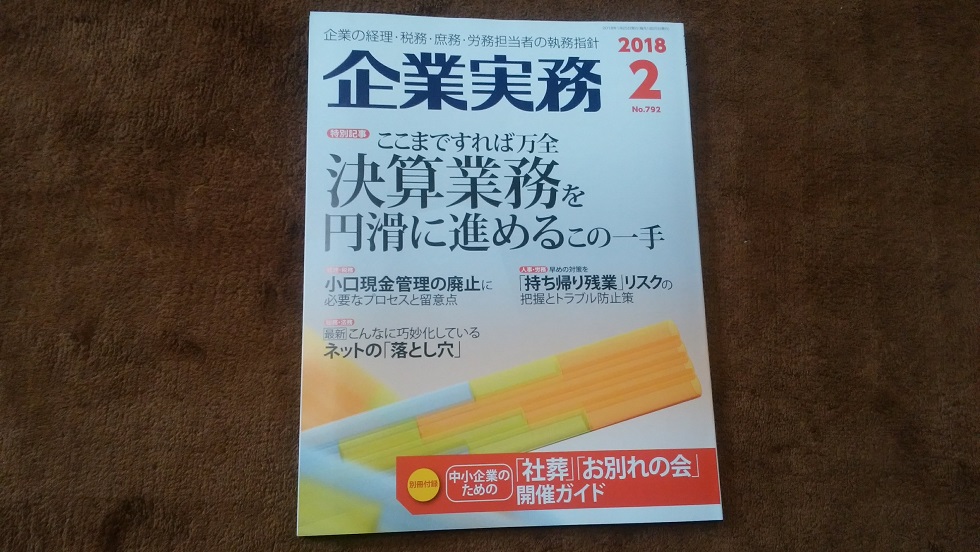 企業の経理・税務・庶務・労務担当者の執務指針
企業実務
2018
2
No.792
特別記事 ここまですれば万全
決算業務を
円滑に進めるこの一手
小口現金管理の廃止に
必要なプロセスと留意点
人事・労務 早めの対策を
「持ち帰り残業」リスクの
把握とトラブル防止策
最新 こんなに巧妙化している
ネットの「落とし穴」
別冊付録
中小企業の
ための
「社葬」「お別れの会」
開催ガイド